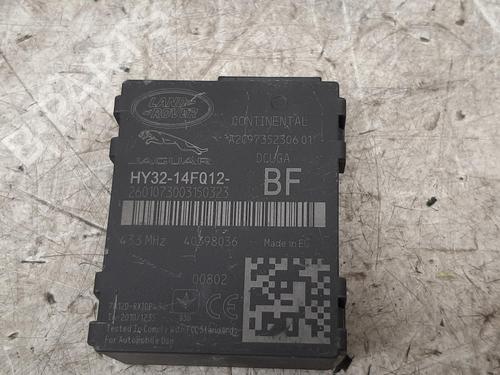 LAND
ROVER
CONTINENTAL
A2C97352306 01
JAGUAR
DCUGA
HY32-14FQ12-
BF
2601073003150323
433 MHz
40398036
Made in EC
00802
Tested To Comply With FCC Standards
For Automobile Use